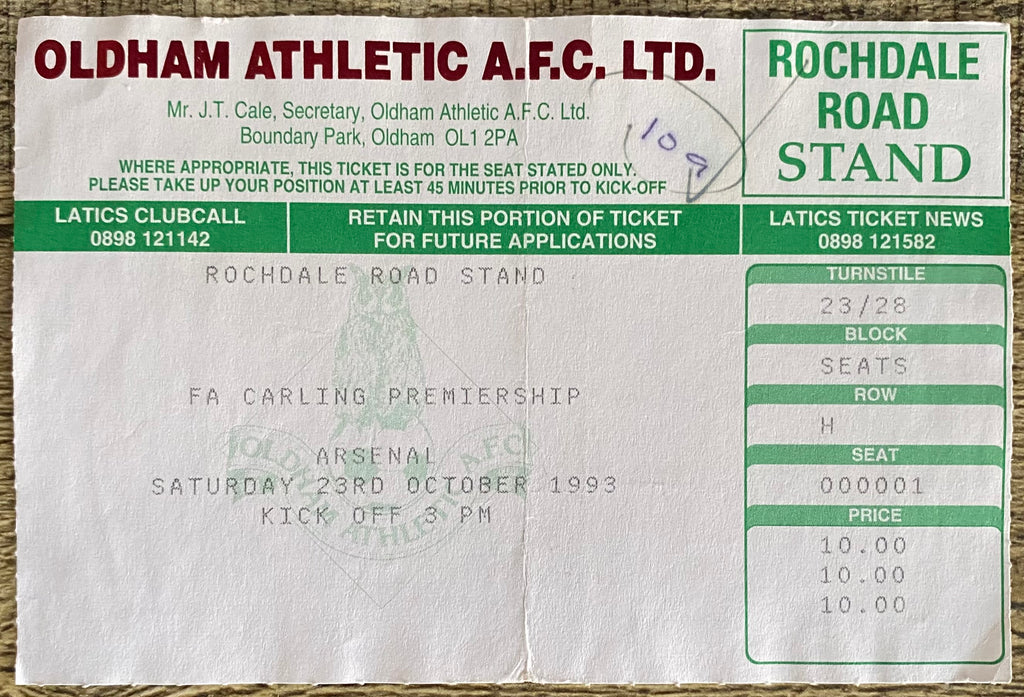 OLDHAM ATHLETIC A.F.C. LTD.
Mr. J.T. Cale, Secretary, Oldham Athletic A.F.C. Ltd.
Boundary Park, Oldham OL1 2PA
WHERE APPROPRIATE, THIS TICKET IS FOR THE SEAT STATED ONLY.
PLEASE TAKE UP YOUR POSITION AT LEAST 45 MINUTES PRIOR TO KICK-OFF
109
ROCHDALE
ROAD
STAND
LATICS CLUBCALL
0898 121142
RETAIN THIS PORTION OF TICKET
FOR FUTURE APPLICATIONS
LATICS TICKET NEWS
0898 121582
ROCHDALE ROAD STAND
FA CARLING PREMIERSHIP
ARSENAL
SATURDAY 23RD OCTOBER 1993
KICK OFF 3 PM
OLDHAM ATHLETIC AFC
TURNSTILE
23/28
BLOCK
SEATS
ROW
H
SEAT
000001
PRICE
10.00
10.00
10.00